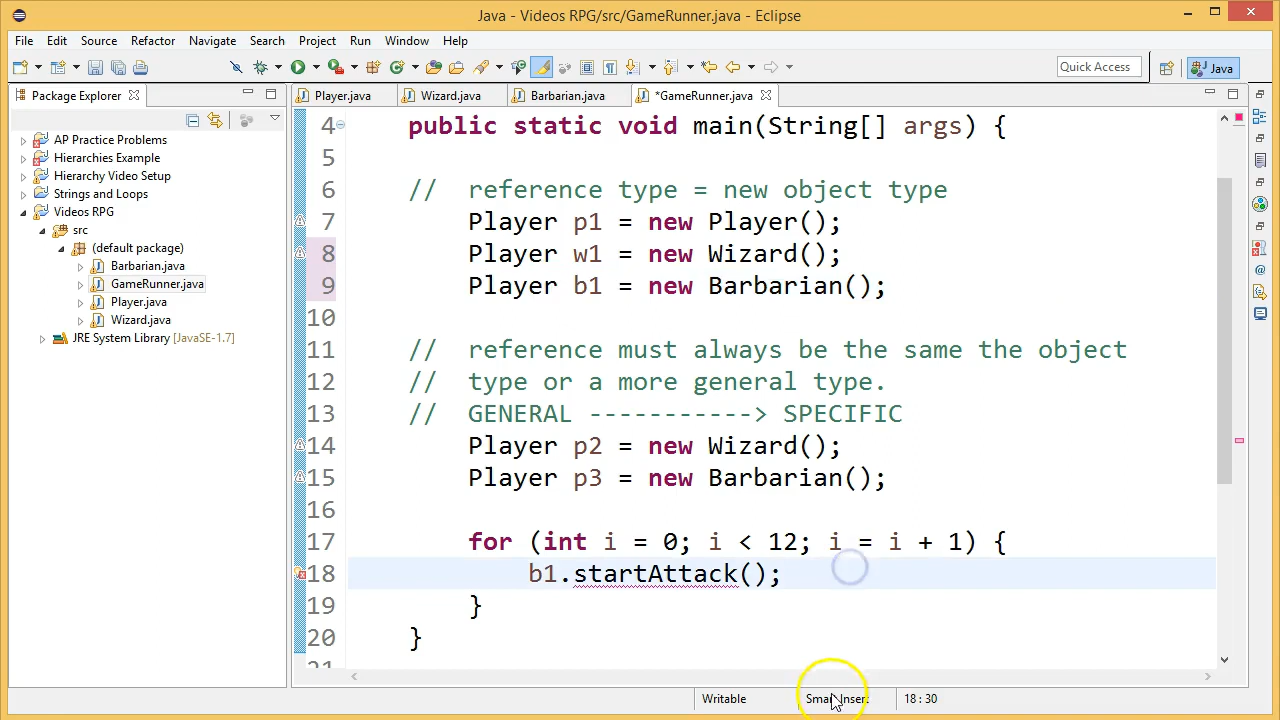 Java - Videos RPG/src/GameRunner.java - Eclipse
File Edit Source Refactor Navigate Search Project Run Window Help
Quick Access
Java
Package Explorer
Player.java
Wizard.java
Barbarian.java
*GameRunner.java
AP Practice Problems
Hierarchies Example
Hierarchy Video Setup
Strings and Loops
Videos RPG
src
(default package)
Barbarian.java
GameRunner.java
Player.java
Wizard.java
JRE System Library [JavaSE-1.7]
4 public static void main(String[] args) {
5
6 // reference type = new object type
7 Player p1 = new Player();
8 Player w1 = new Wizard();
9 Player b1 = new Barbarian();
10
11 // reference must always be the same the object
12 // type or a more general type.
13 // GENERAL -----------> SPECIFIC
14 Player p2 = new Wizard();
15 Player p3 = new Barbarian();
16
17 for (int i = 0; i < 12; i = i + 1) {
18 b1.startAttack();
19 }
20 }
21
Writable
Smart Insert
18 : 30